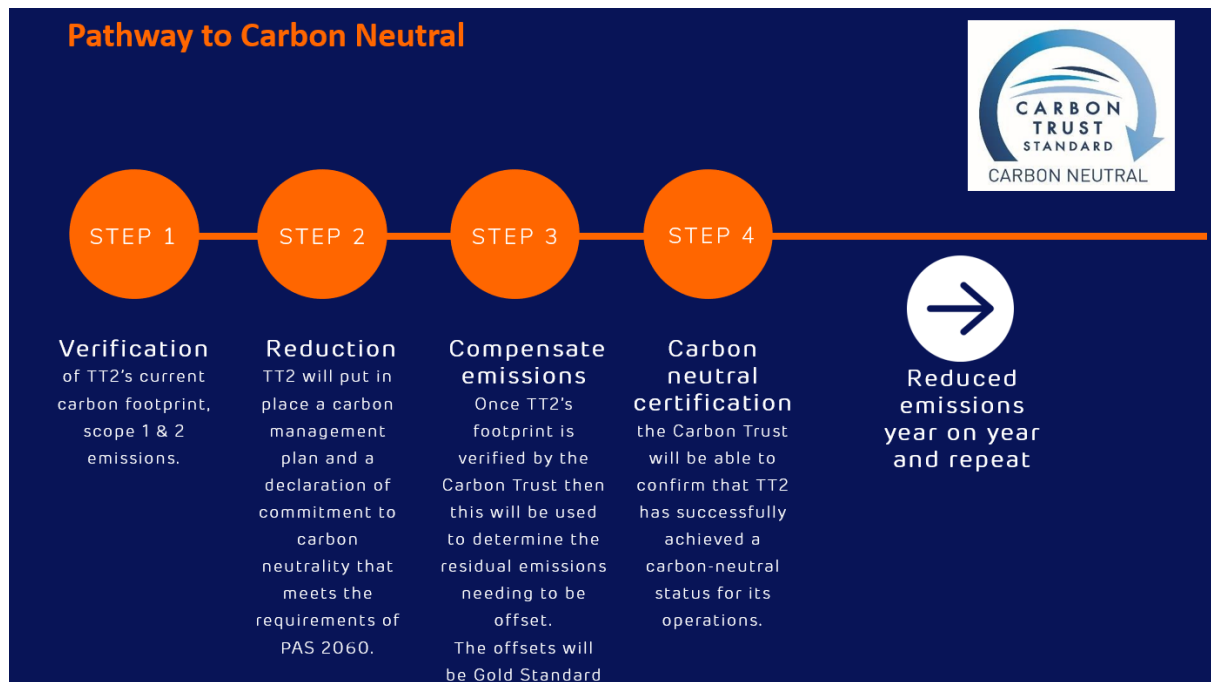 Pathway to Carbon Neutral
CARBON
TRUST
STANDARD
CARBON NEUTRAL
STEP 1
STEP 2
STEP 3
STEP 4
Verification
of TT2's current
carbon footprint,
scope 1 & 2
emissions.
Reduction
TT2 will put in
place a carbon
management
plan and a
declaration of
commitment to
carbon
neutrality that
meets the
requirements of
PAS 2060.
Compensate
emissions
Once TT2's
footprint is
verified by the
Carbon Trust then
this will be used
to determine the
residual emissions
needing to be
offset.
The offsets will
be Gold Standard
Carbon
neutral
certification
the Carbon Trust
will be able to
confirm that TT2
has successfully
achieved a
carbon-neutral
status for its
operations.
Reduced
emissions
year on year
and repeat